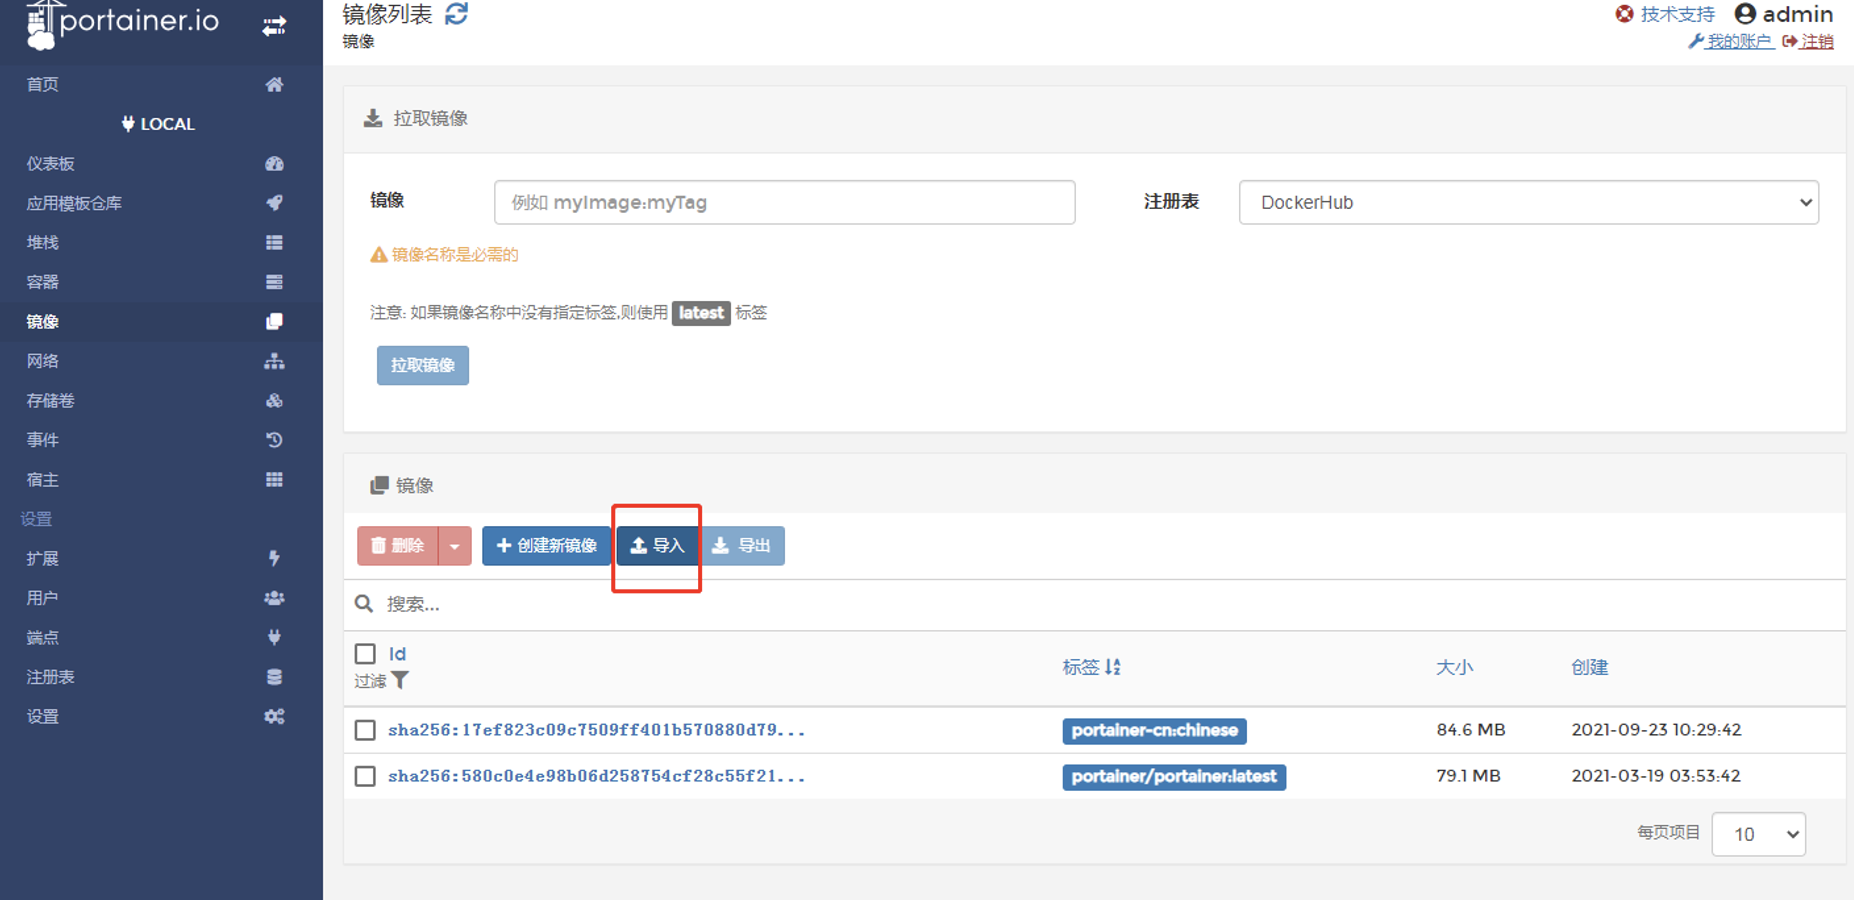 portainer.io
首页
LOCAL
仪表板
应用模板仓库
堆栈
容器
镜像
网络
存储卷
事件
宿主
设置
扩展
用户
端点
注册表
设置
镜像列表
镜像
技术支持 admin
我的账户 注销
拉取镜像
镜像 例如 myImage:myTag 注册表 DockerHub
镜像名称是必需的
注意: 如果镜像名称中没有指定标签,则使用 latest 标签
拉取镜像
镜像
删除 创建新镜像 导入 导出
搜索...
Id 标签 大小 创建
过滤
sha256:17ef823c09c7509ff401b570880d79... portainer-cn:chinese 84.6 MB 2021-09-23 10:29:42
sha256:580c0e4e98b06d258754cf28c55f21... portainer/portainer:latest 79.1 MB 2021-03-19 03:53:42
每页项目 10